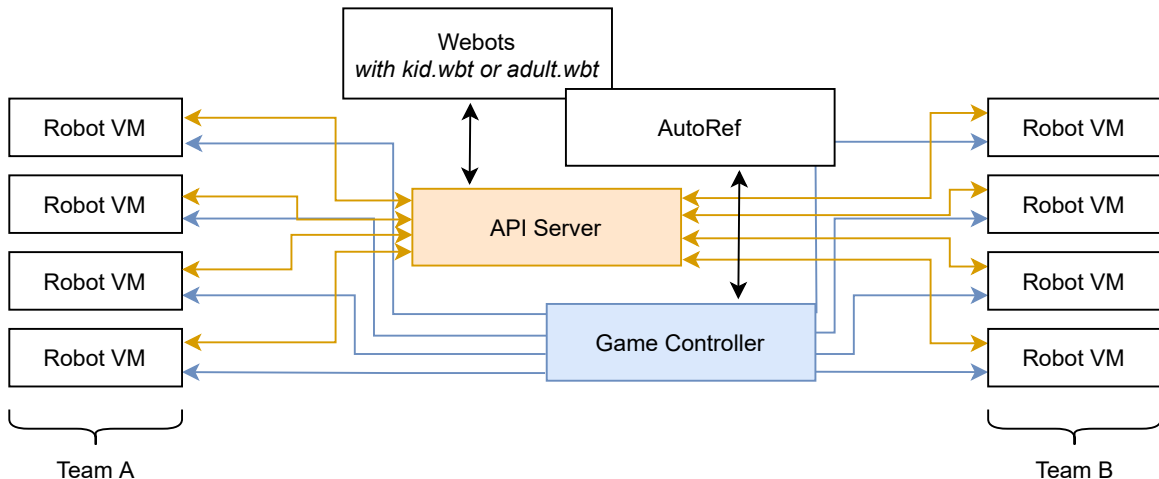 Webots
with kid.wbt or adult.wbt
AutoRef
Robot VM
Robot VM
Robot VM
Robot VM
API Server
Game Controller
Robot VM
Robot VM
Robot VM
Robot VM
Team A
Team B